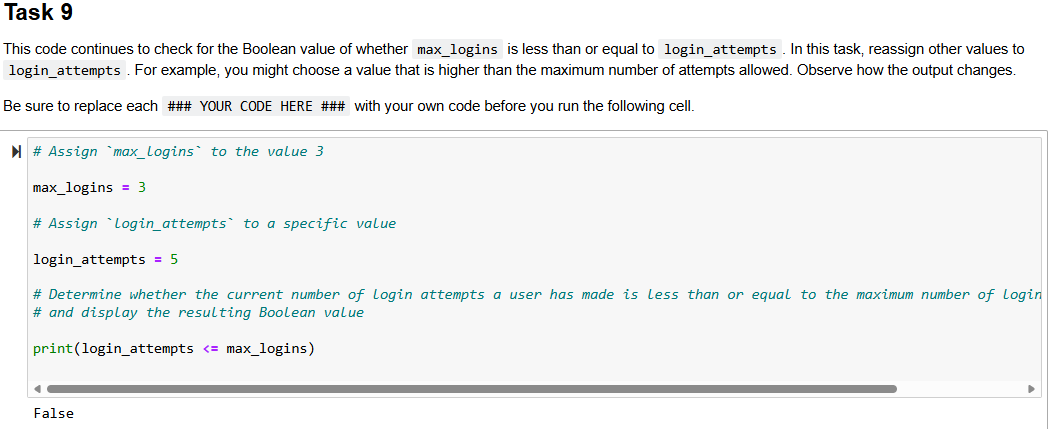 Task 9
This code continues to check for the Boolean value of whether max_logins is less than or equal to login_attempts . In this task, reassign other values to
login_attempts . For example, you might choose a value that is higher than the maximum number of attempts allowed. Observe how the output changes.
Be sure to replace each ### YOUR CODE HERE ### with your own code before you run the following cell.
# Assign `max_logins` to the value 3
max_logins = 3
# Assign `login_attempts` to a specific value
login_attempts = 5
# Determine whether the current number of login attempts a user has made is less than or equal to the maximum number of login
# and display the resulting Boolean value
print(login_attempts <= max_logins)
False